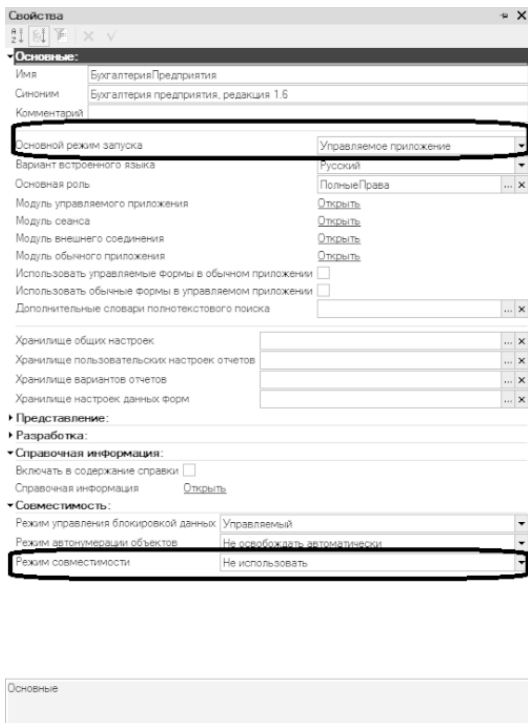 Свойства
Основные:
Имя БухгалтерияПредприятия
Синоним Бухгалтерия предприятия, редакция 1.6
Комментарий
Основной режим запуска Управляемое приложение
Вариант встроенного языка Русский
Основная роль ПолныеПрава ... ×
Модуль управляемого приложения Открыть
Модуль сеанса Открыть
Модуль внешнего соединения Открыть
Модуль обычного приложения Открыть
Использовать управляемые формы в обычном приложении
Использовать обычные формы в управляемом приложении
Дополнительные словари полнотекстового поиска ... ×
Хранилище общих настроек ... ×
Хранилище пользовательских настроек отчетов ... ×
Хранилище вариантов отчетов ... ×
Хранилище настроек данных форм ... ×
Представление:
Разработка:
Справочная информация:
Включать в содержание справки
Справочная информация Открыть
Совместимость:
Режим управления блокировкой данных Управляемый
Режим автонумерации объектов Не освобождать автоматически
Режим совместимости Не использовать
Основные